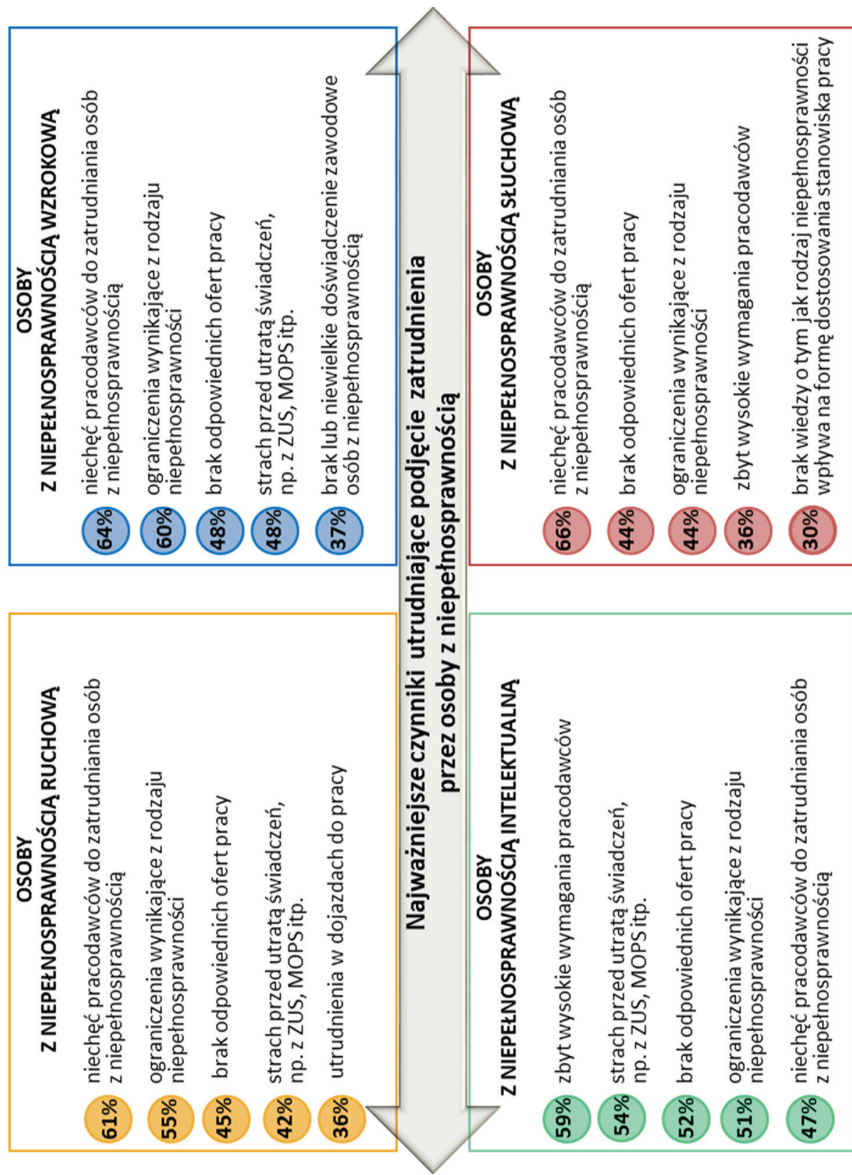 OSOBY
Z NIEPEŁNOSPRAWNOŚCIĄ RUCHOWĄ
61% niechęć pracodawców do zatrudniania osób
z niepełnosprawnością
55% ograniczenia wynikające z rodzaju
niepełnosprawności
45% brak odpowiednich ofert pracy
42% strach przed utratą świadczeń,
np. z ZUS, MOPS itp.
36% utrudnienia w dojazdach do pracy
OSOBY
Z NIEPEŁNOSPRAWNOŚCIĄ WZROKOWĄ
64% niechęć pracodawców do zatrudniania osób
z niepełnosprawnością
60% ograniczenia wynikające z rodzaju
niepełnosprawności
48% brak odpowiednich ofert pracy
48% strach przed utratą świadczeń,
np. z ZUS, MOPS itp.
37% brak lub niewielkie doświadczenie zawodowe
osób z niepełnosprawnością
Najważniejsze czynniki utrudniające podjęcie zatrudnienia
przez osoby z niepełnosprawnością
OSOBY
Z NIEPEŁNOSPRAWNOŚCIĄ INTELEKTUALNĄ
59% zbyt wysokie wymagania pracodawców
54% strach przed utratą świadczeń,
np. z ZUS, MOPS itp.
52% brak odpowiednich ofert pracy
51% ograniczenia wynikające z rodzaju
niepełnosprawności
47% niechęć pracodawców do zatrudniania osób
z niepełnosprawnością
OSOBY
Z NIEPEŁNOSPRAWNOŚCIĄ SŁUCHOWĄ
66% niechęć pracodawców do zatrudniania osób
z niepełnosprawnością
44% brak odpowiednich ofert pracy
44% ograniczenia wynikające z rodzaju
niepełnosprawności
36% zbyt wysokie wymagania pracodawców
30% brak wiedzy o tym jak rodzaj niepełnosprawności
wpływa na formę dostosowania stanowiska pracy